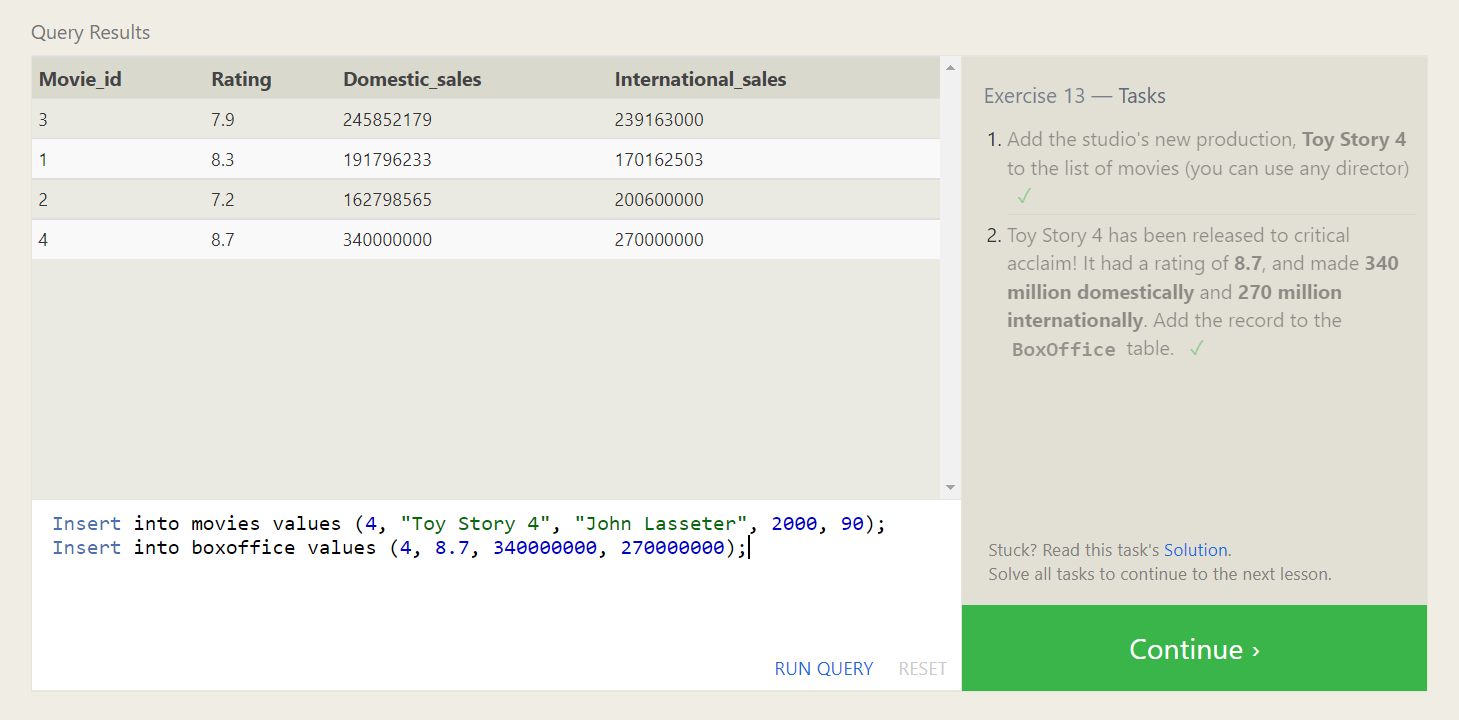 Query Results
Movie_id Rating Domestic_sales International_sales
3 7.9 245852179 239163000
1 8.3 191796233 170162503
2 7.2 162798565 200600000
4 8.7 340000000 270000000
Insert into movies values (4, "Toy Story 4", "John Lasseter", 2000, 90);
Insert into boxoffice values (4, 8.7, 340000000, 270000000);
RUN QUERY RESET
Exercise 13 — Tasks
1. Add the studio's new production, Toy Story 4
to the list of movies (you can use any director)
✓
2. Toy Story 4 has been released to critical
acclaim! It had a rating of 8.7, and made 340
million domestically and 270 million
internationally. Add the record to the
BoxOffice table. ✓
Stuck? Read this task's Solution.
Solve all tasks to continue to the next lesson.
Continue ›